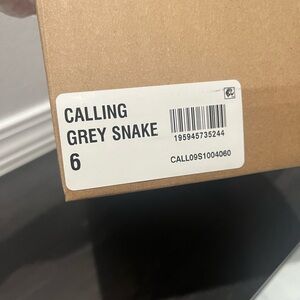 CALLING
GREY SNAKE
6
195945735244
CALL09S1004060